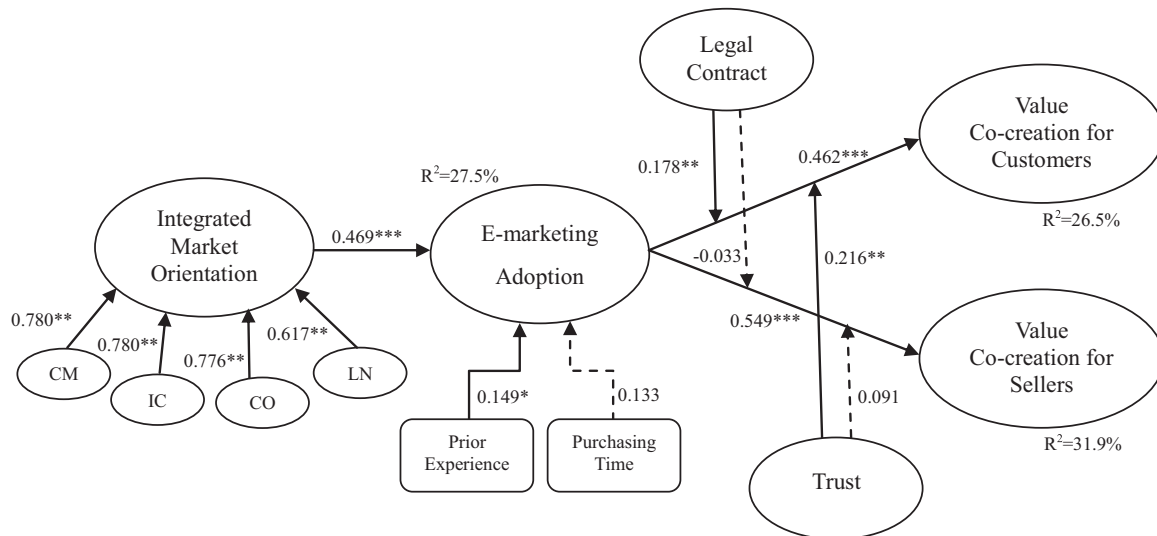 Legal
Contract
Value
Co-creation for
Customers
0.178**
0.462***
R²=27.5%
R²=26.5%
Integrated
Market
Orientation
0.469***
E-marketing
Adoption
-0.033
0.216**
0.549***
Value
Co-creation for
Sellers
0.780**
0.780**
0.776**
0.617**
CM
IC
CO
LN
0.149*
0.133
0.091
Prior
Experience
Purchasing
Time
R²=31.9%
Trust